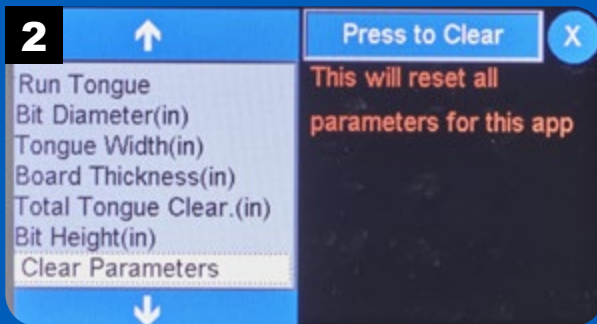 2
Run Tongue
Bit Diameter(in)
Tongue Width(in)
Board Thickness(in)
Total Tongue Clear.(in)
Bit Height(in)
Clear Parameters
Press to Clear
X
This will reset all
parameters for this app